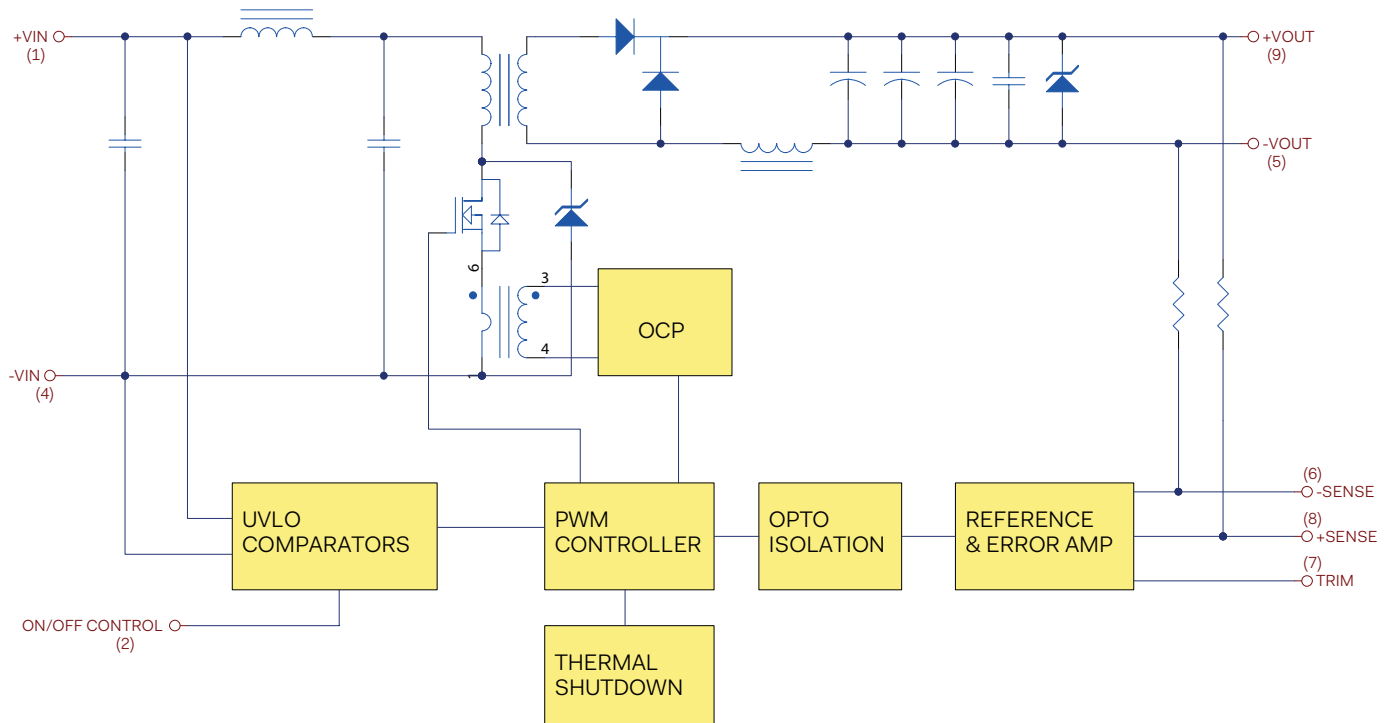 +VIN
(1)
+VOUT
(9)
-VOUT
(5)
6
3
OCP
4
-VIN
(4)
1
(6)
-SENSE
UVLO
COMPARATORS
PWM
CONTROLLER
OPTO
ISOLATION
REFERENCE
& ERROR AMP
(8)
+SENSE
(7)
TRIM
ON/OFF CONTROL
(2)
THERMAL
SHUTDOWN